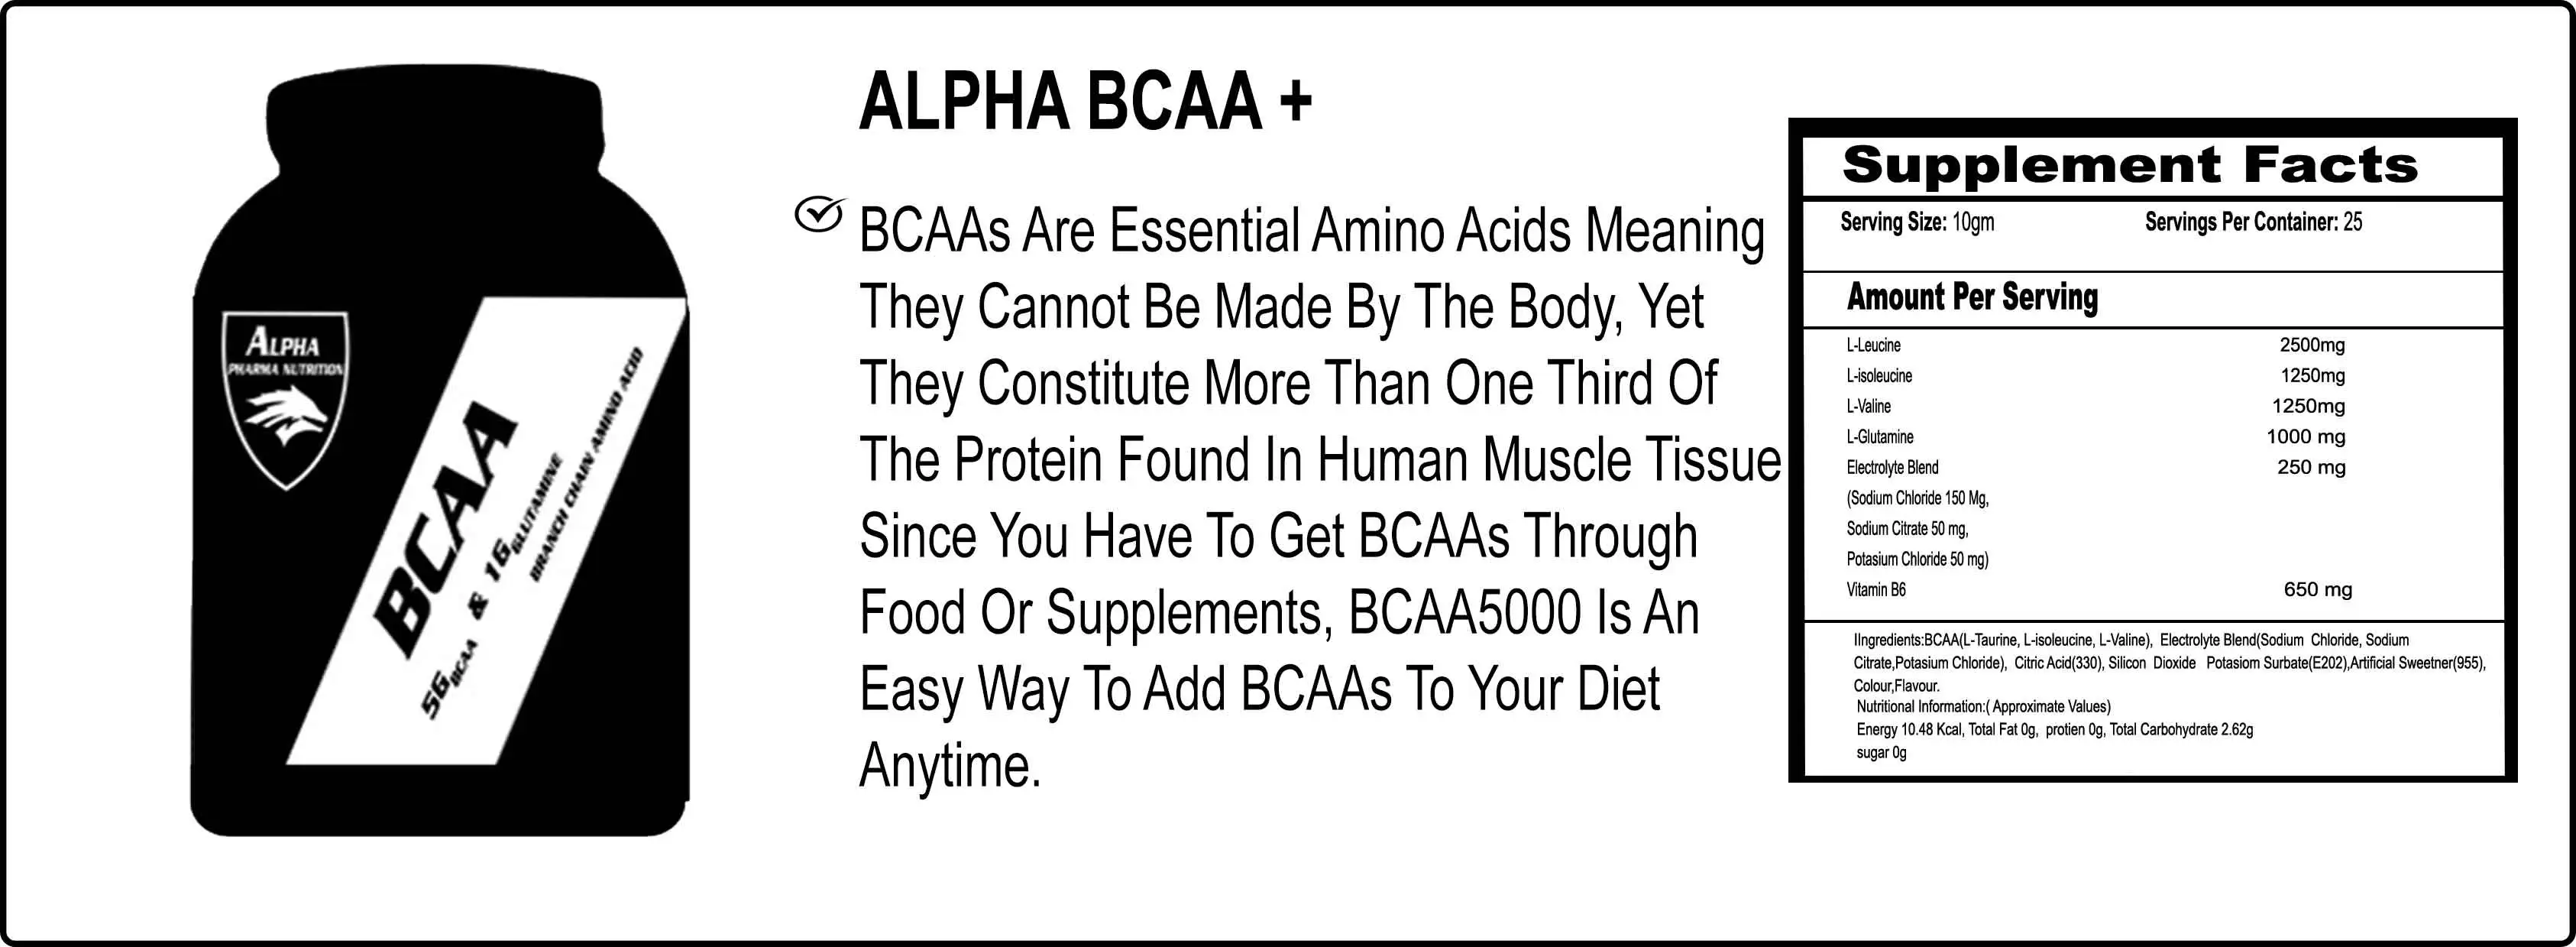 ALPHA
PHARMA NUTRITION
BCAA
5G BCAA & 1G GLUTAMINE
BRANCH CHAIN AMINO ACID
ALPHA BCAA +
BCAAs Are Essential Amino Acids Meaning
They Cannot Be Made By The Body, Yet
They Constitute More Than One Third Of
The Protein Found In Human Muscle Tissue
Since You Have To Get BCAAs Through
Food Or Supplements, BCAA5000 Is An
Easy Way To Add BCAAs To Your Diet
Anytime.
Supplement Facts
Serving Size: 10gm Servings Per Container: 25
Amount Per Serving
L-Leucine 2500mg
L-isoleucine 1250mg
L-Valine 1250mg
L-Glutamine 1000 mg
Electrolyte Blend 250 mg
(Sodium Chloride 150 Mg,
Sodium Citrate 50 mg,
Potasium Chloride 50 mg)
Vitamin B6 650 mg
IIngredients:BCAA(L-Taurine, L-isoleucine, L-Valine), Electrolyte Blend(Sodium Chloride, Sodium
Citrate,Potasium Chloride), Citric Acid(330), Silicon Dioxide Potasiom Surbate(E202),Artificial Sweetner(955),
Colour,Flavour.
Nutritional Information:( Approximate Values)
Energy 10.48 Kcal, Total Fat 0g, protien 0g, Total Carbohydrate 2.62g
sugar 0g